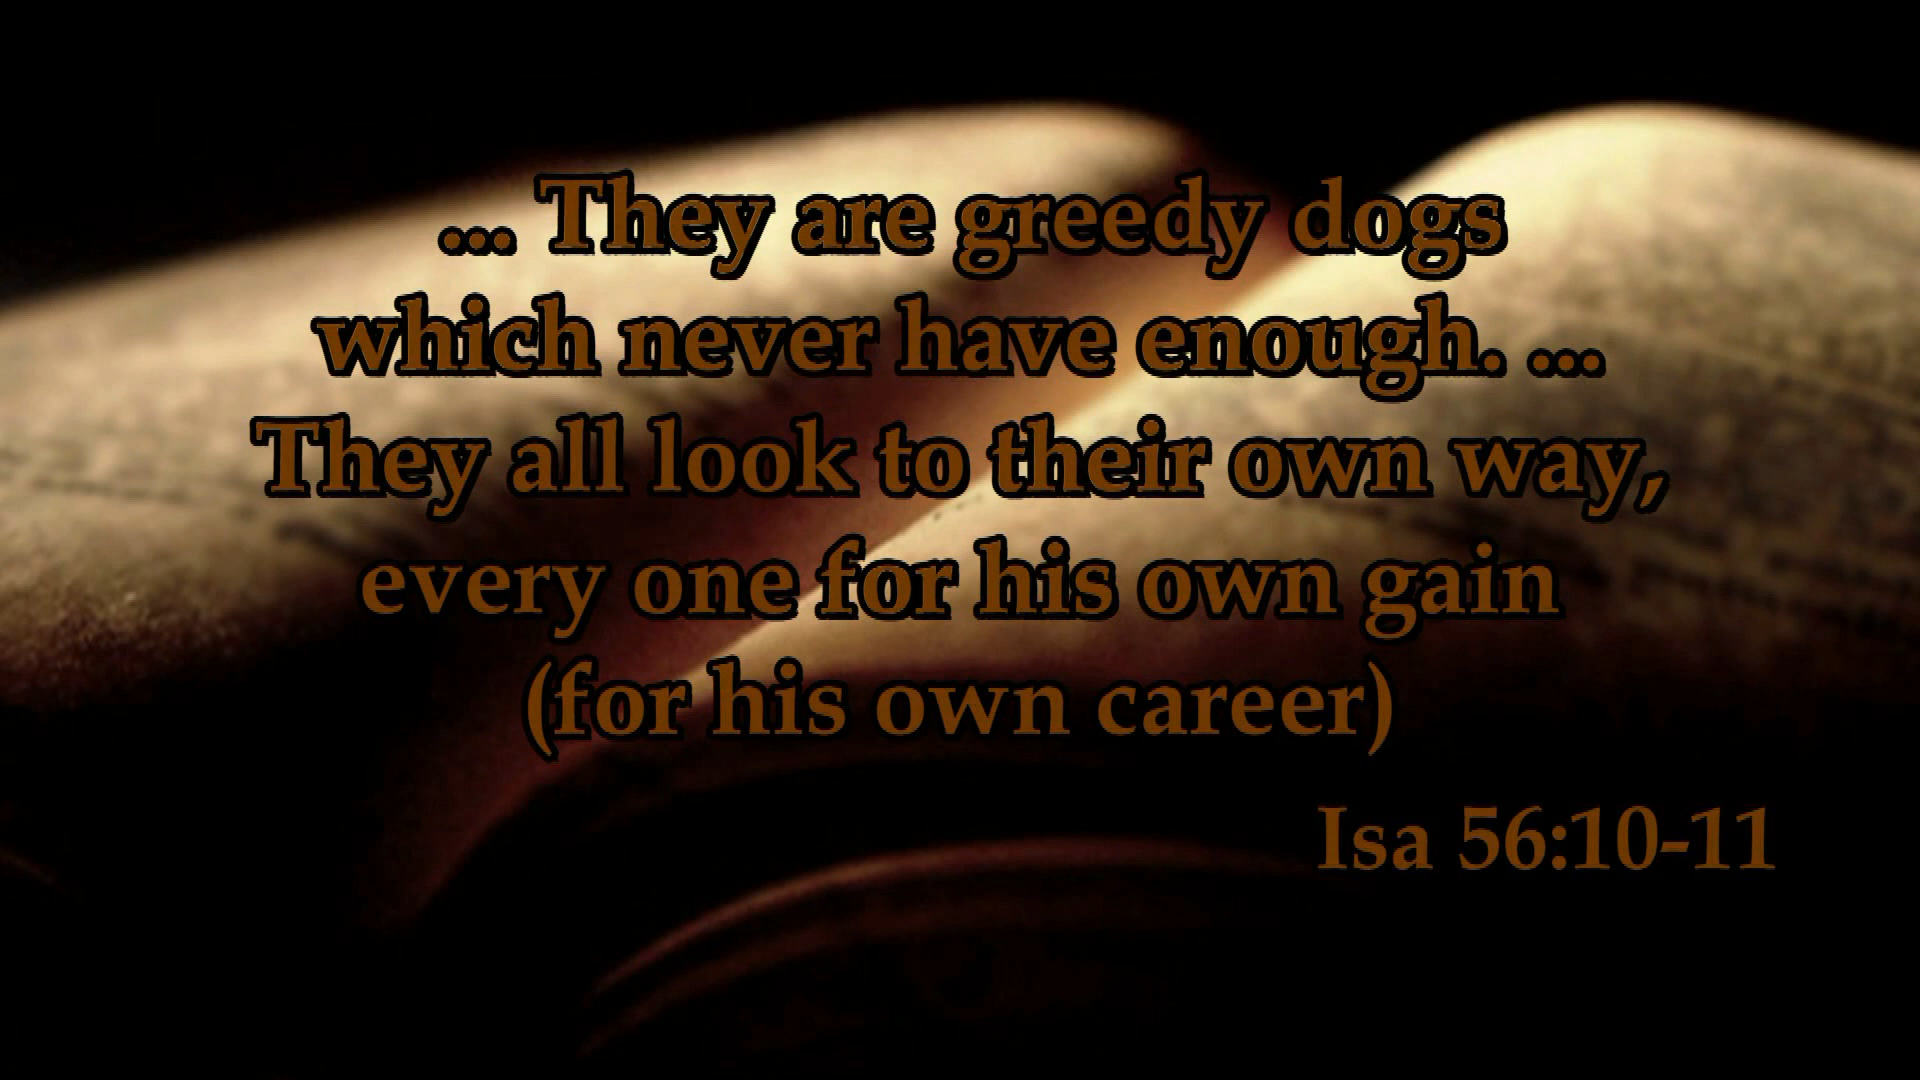 ... They are greedy dogs
which never have enough. ...
They all look to their own way,
every one for his own gain
(for his own career)
Isa 56:10-11